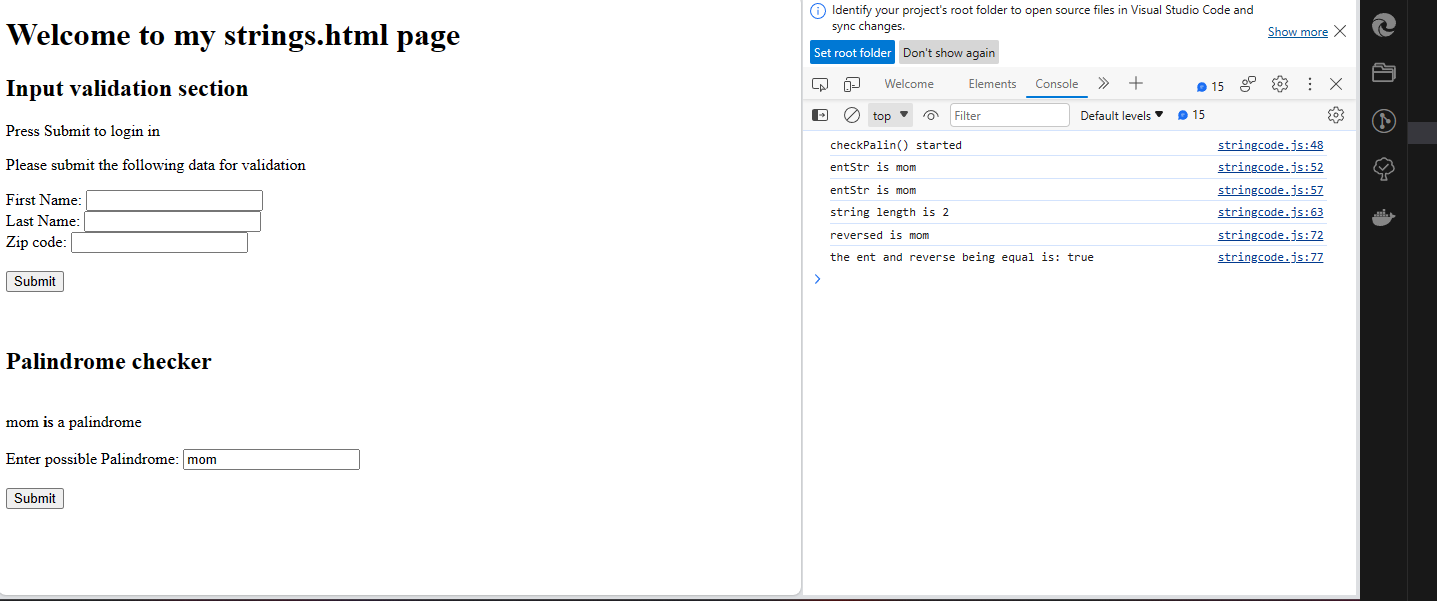 Welcome to my strings.html page
Input validation section
Press Submit to login in
Please submit the following data for validation
First Name:
Last Name:
Zip code:
Submit
Palindrome checker
mom is a palindrome
Enter possible Palindrome: mom
Submit
Identify your project's root folder to open source files in Visual Studio Code and
sync changes.
Show more
Set root folder Don't show again
Welcome Elements Console 15
top Filter Default levels 15
checkPalin() started stringcode.js:48
entStr is mom stringcode.js:52
entStr is mom stringcode.js:57
string length is 2 stringcode.js:63
reversed is mom stringcode.js:72
the ent and reverse being equal is: true stringcode.js:77